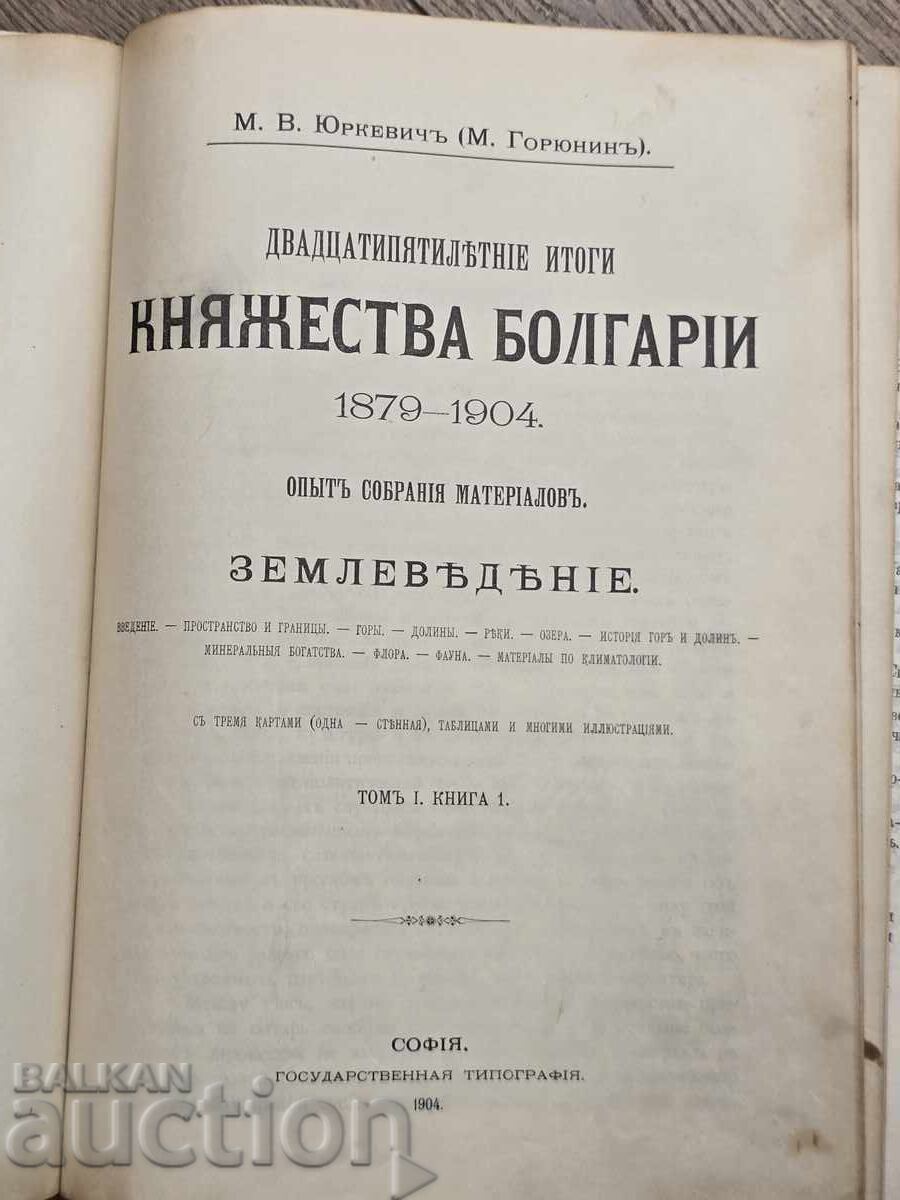 М. В. Юркевичъ (М. Горюнинъ).
ДВАДЦАТИПЯТИЛѢТНІЕ ИТОГИ
КНЯЖЕСТВА БОЛГАРІИ
1879—1904.
ОПЫТЪ СОБРАНІЯ МАТЕРІАЛОВЪ.
ЗЕМЛЕВѢДѢНІЕ.
ВВЕДЕНІЕ. — ПРОСТРАНСТВО И ГРАНИЦЫ. — ГОРЫ. — ДОЛИНЫ. — РѢКИ. — ОЗЕРА. — ИСТОРІЯ ГОРЪ И ДОЛИНЪ. —
МИНЕРАЛЬНЫЯ БОГАТСТВА. — ФЛОРА. — ФАУНА. — МАТЕРІАЛЫ ПО КЛИМАТОЛОГІИ.
СЪ ТРЕМЯ КАРТАМИ (ОДНА — СТѢННАЯ), ТАБЛИЦАМИ И МНОГИМИ ИЛЛЮСТРАЦІЯМИ.
ТОМЪ I. КНИГА 1.
СОФІЯ.
ГОСУДАРСТВЕННАЯ ТИПОГРАФІЯ.
1904.
BALKAN
auction